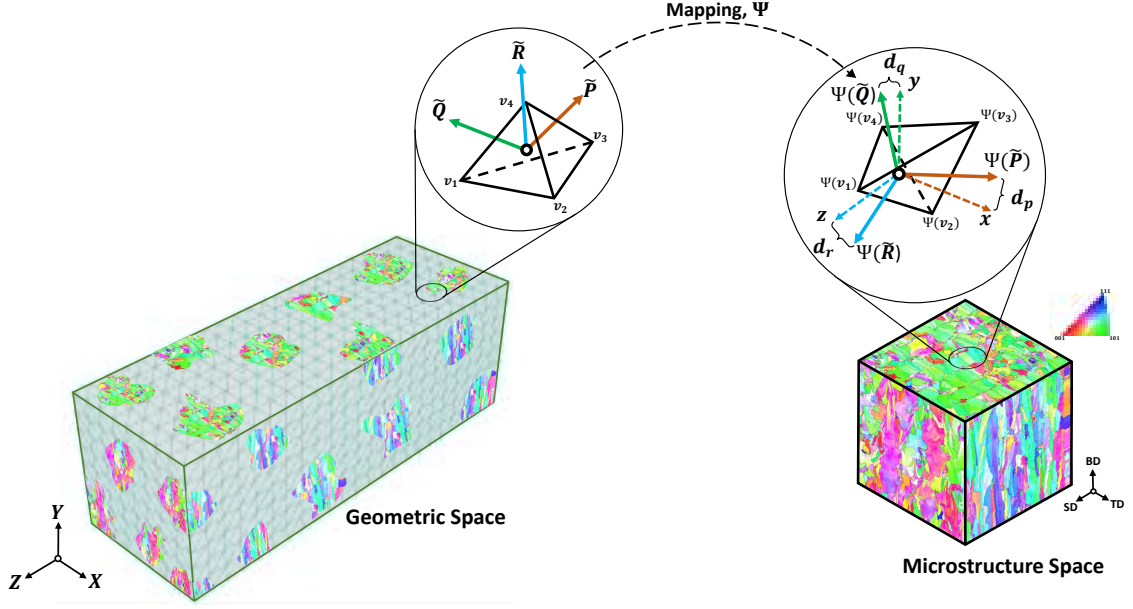 Mapping, Ψ
R̃
P̃
Q̃
v₄
v₃
v₁
v₂
d_q
y
Ψ(Q̃)
Ψ(v₄)
Ψ(v₃)
Ψ(P̃)
Ψ(v₁)
d_p
z
x
Ψ(v₂)
d_r
Ψ(R̃)
111
001
101
Geometric Space
Y
Z
X
BD
SD
TD
Microstructure Space